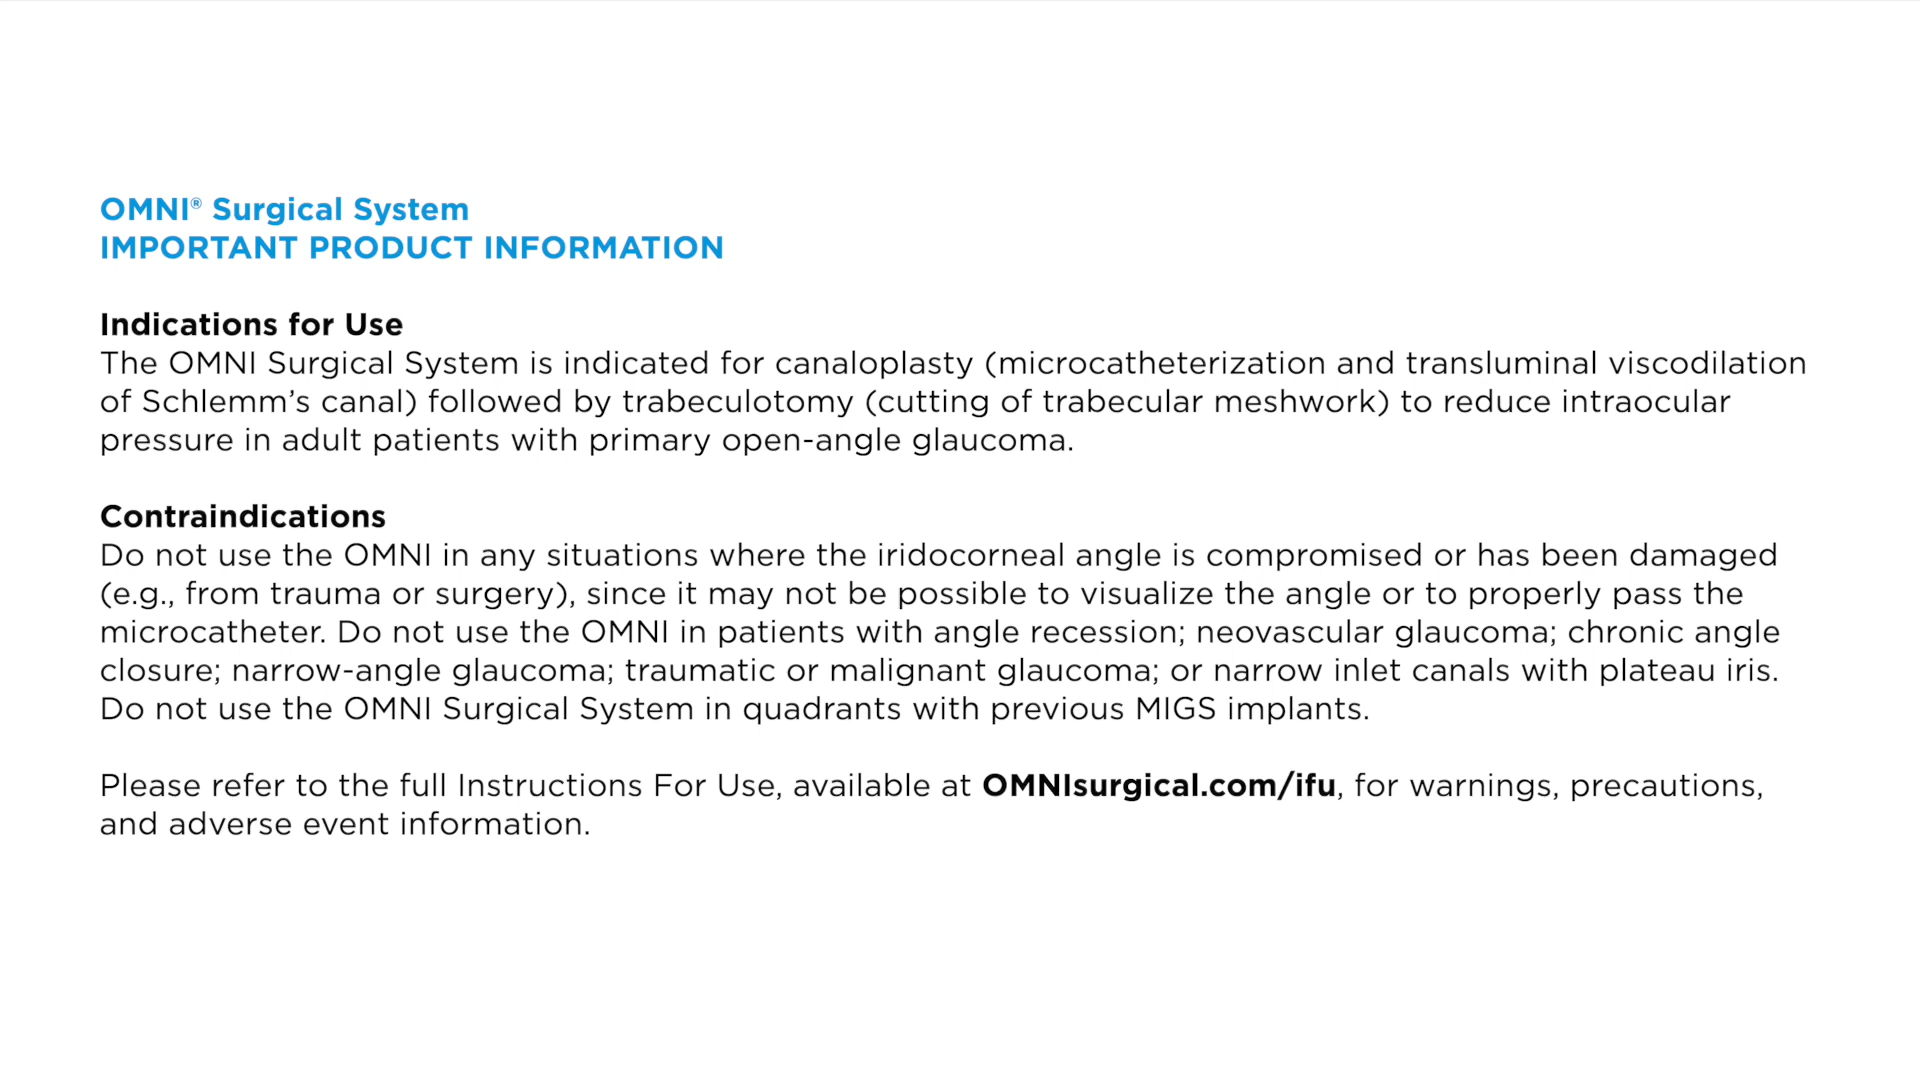 OMNI® Surgical System
IMPORTANT PRODUCT INFORMATION
Indications for Use
The OMNI Surgical System is indicated for canaloplasty (microcatheterization and transluminal viscodilation
of Schlemm’s canal) followed by trabeculotomy (cutting of trabecular meshwork) to reduce intraocular
pressure in adult patients with primary open-angle glaucoma.
Contraindications
Do not use the OMNI in any situations where the iridocorneal angle is compromised or has been damaged
(e.g., from trauma or surgery), since it may not be possible to visualize the angle or to properly pass the
microcatheter. Do not use the OMNI in patients with angle recession; neovascular glaucoma; chronic angle
closure; narrow-angle glaucoma; traumatic or malignant glaucoma; or narrow inlet canals with plateau iris.
Do not use the OMNI Surgical System in quadrants with previous MIGS implants.
Please refer to the full Instructions For Use, available at OMNIsurgical.com/ifu, for warnings, precautions,
and adverse event information.